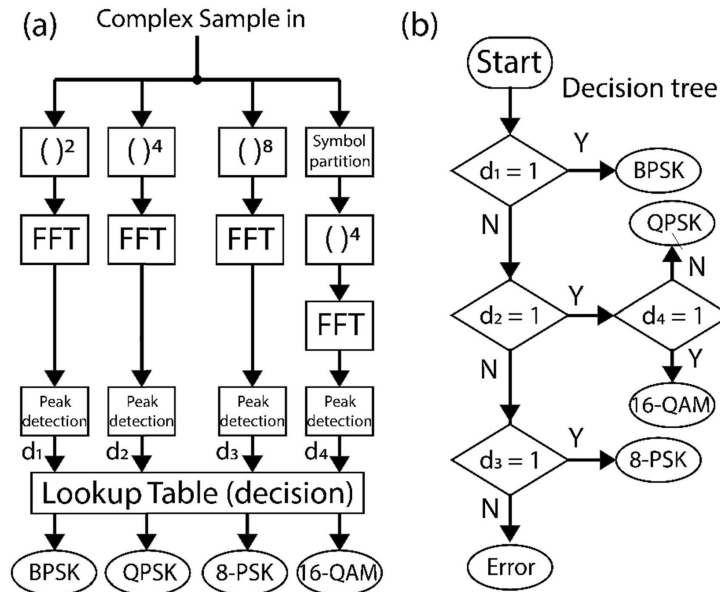 (a)
Complex Sample in
( )² ( )⁴ ( )⁸ Symbol
partition
FFT FFT FFT ( )⁴
FFT
Peak
detection
Peak
detection
Peak
detection
Peak
detection
d₁ d₂ d₃ d₄
Lookup Table (decision)
BPSK QPSK 8-PSK 16-QAM
(b)
Start
Decision tree
d₁ = 1
Y
BPSK
N
QPSK
N
d₂ = 1
Y
d₄ = 1
Y
16-QAM
N
d₃ = 1
Y
8-PSK
N
Error